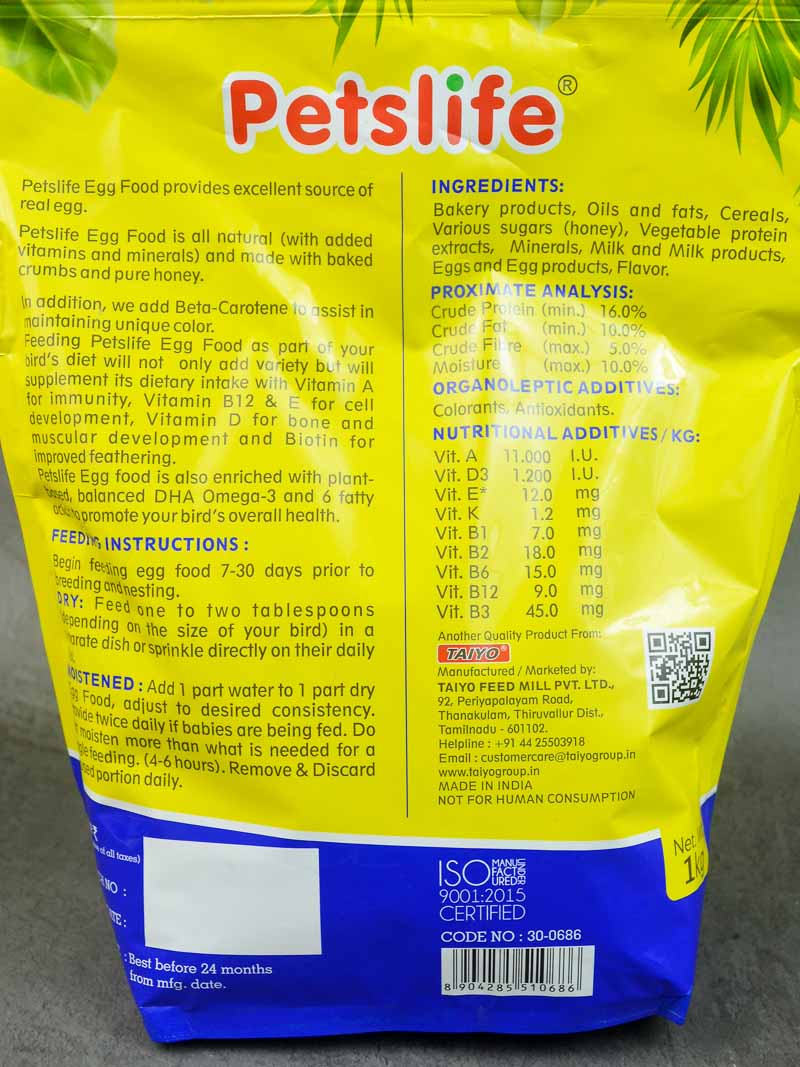 Petslife®
Petslife Egg Food provides excellent source of
real egg.
Petslife Egg Food is all natural (with added
vitamins and minerals) and made with baked
crumbs and pure honey.
In addition, we add Beta-Carotene to assist in
maintaining unique color.
Feeding Petslife Egg Food as part of your
bird's diet will not only add variety but will
supplement its dietary intake with Vitamin A
for immunity, Vitamin B12 & E for cell
development, Vitamin D for bone and
muscular development and Biotin for
improved feathering.
Petslife Egg food is also enriched with plant-
based, balanced DHA Omega-3 and 6 fatty
acids to promote your bird's overall health.
FEEDING INSTRUCTIONS :
Begin feeding egg food 7-30 days prior to
breeding and nesting.
DRY: Feed one to two tablespoons
depending on the size of your bird) in a
dish or sprinkle directly on their daily
MOISTENED : Add 1 part water to 1 part dry
Food, adjust to desired consistency.
twice daily if babies are being fed. Do
moisten more than what is needed for a
feeding. (4-6 hours). Remove & Discard
portion daily.
INGREDIENTS:
Bakery products, Oils and fats, Cereals,
Various sugars (honey), Vegetable protein
extracts, Minerals, Milk and Milk products,
Eggs and Egg products, Flavor.
PROXIMATE ANALYSIS:
Crude Protein (min.) 16.0%
Crude Fat (min.) 10.0%
Crude Fibre (max.) 5.0%
Moisture (max.) 10.0%
ORGANOLEPTIC ADDITIVES:
Colorants, Antioxidants.
NUTRITIONAL ADDITIVES / KG:
Vit. A 11.000 I.U.
Vit. D3 1.200 I.U.
Vit. E* 12.0 mg
Vit. K 1.2 mg
Vit. B1 7.0 mg
Vit. B2 18.0 mg
Vit. B6 15.0 mg
Vit. B12 9.0 mg
Vit. B3 45.0 mg
Another Quality Product From:
TAIYO®
Manufactured / Marketed by:
TAIYO FEED MILL PVT. LTD.,
92, Periyapalayam Road,
Thanakulam, Thiruvallur Dist.,
Tamilnadu - 601102.
Helpline : +91 44 25503918
Email : customercare@taiyogroup.in
www.taiyogroup.in
MADE IN INDIA
NOT FOR HUMAN CONSUMPTION
Net.
1kg
₹
of all taxes)
NO :
: Best before 24 months
from mfg. date.
ISO MANUFACTURED UNDER
9001:2015
CERTIFIED
CODE NO : 30-0686
8 904285 510686